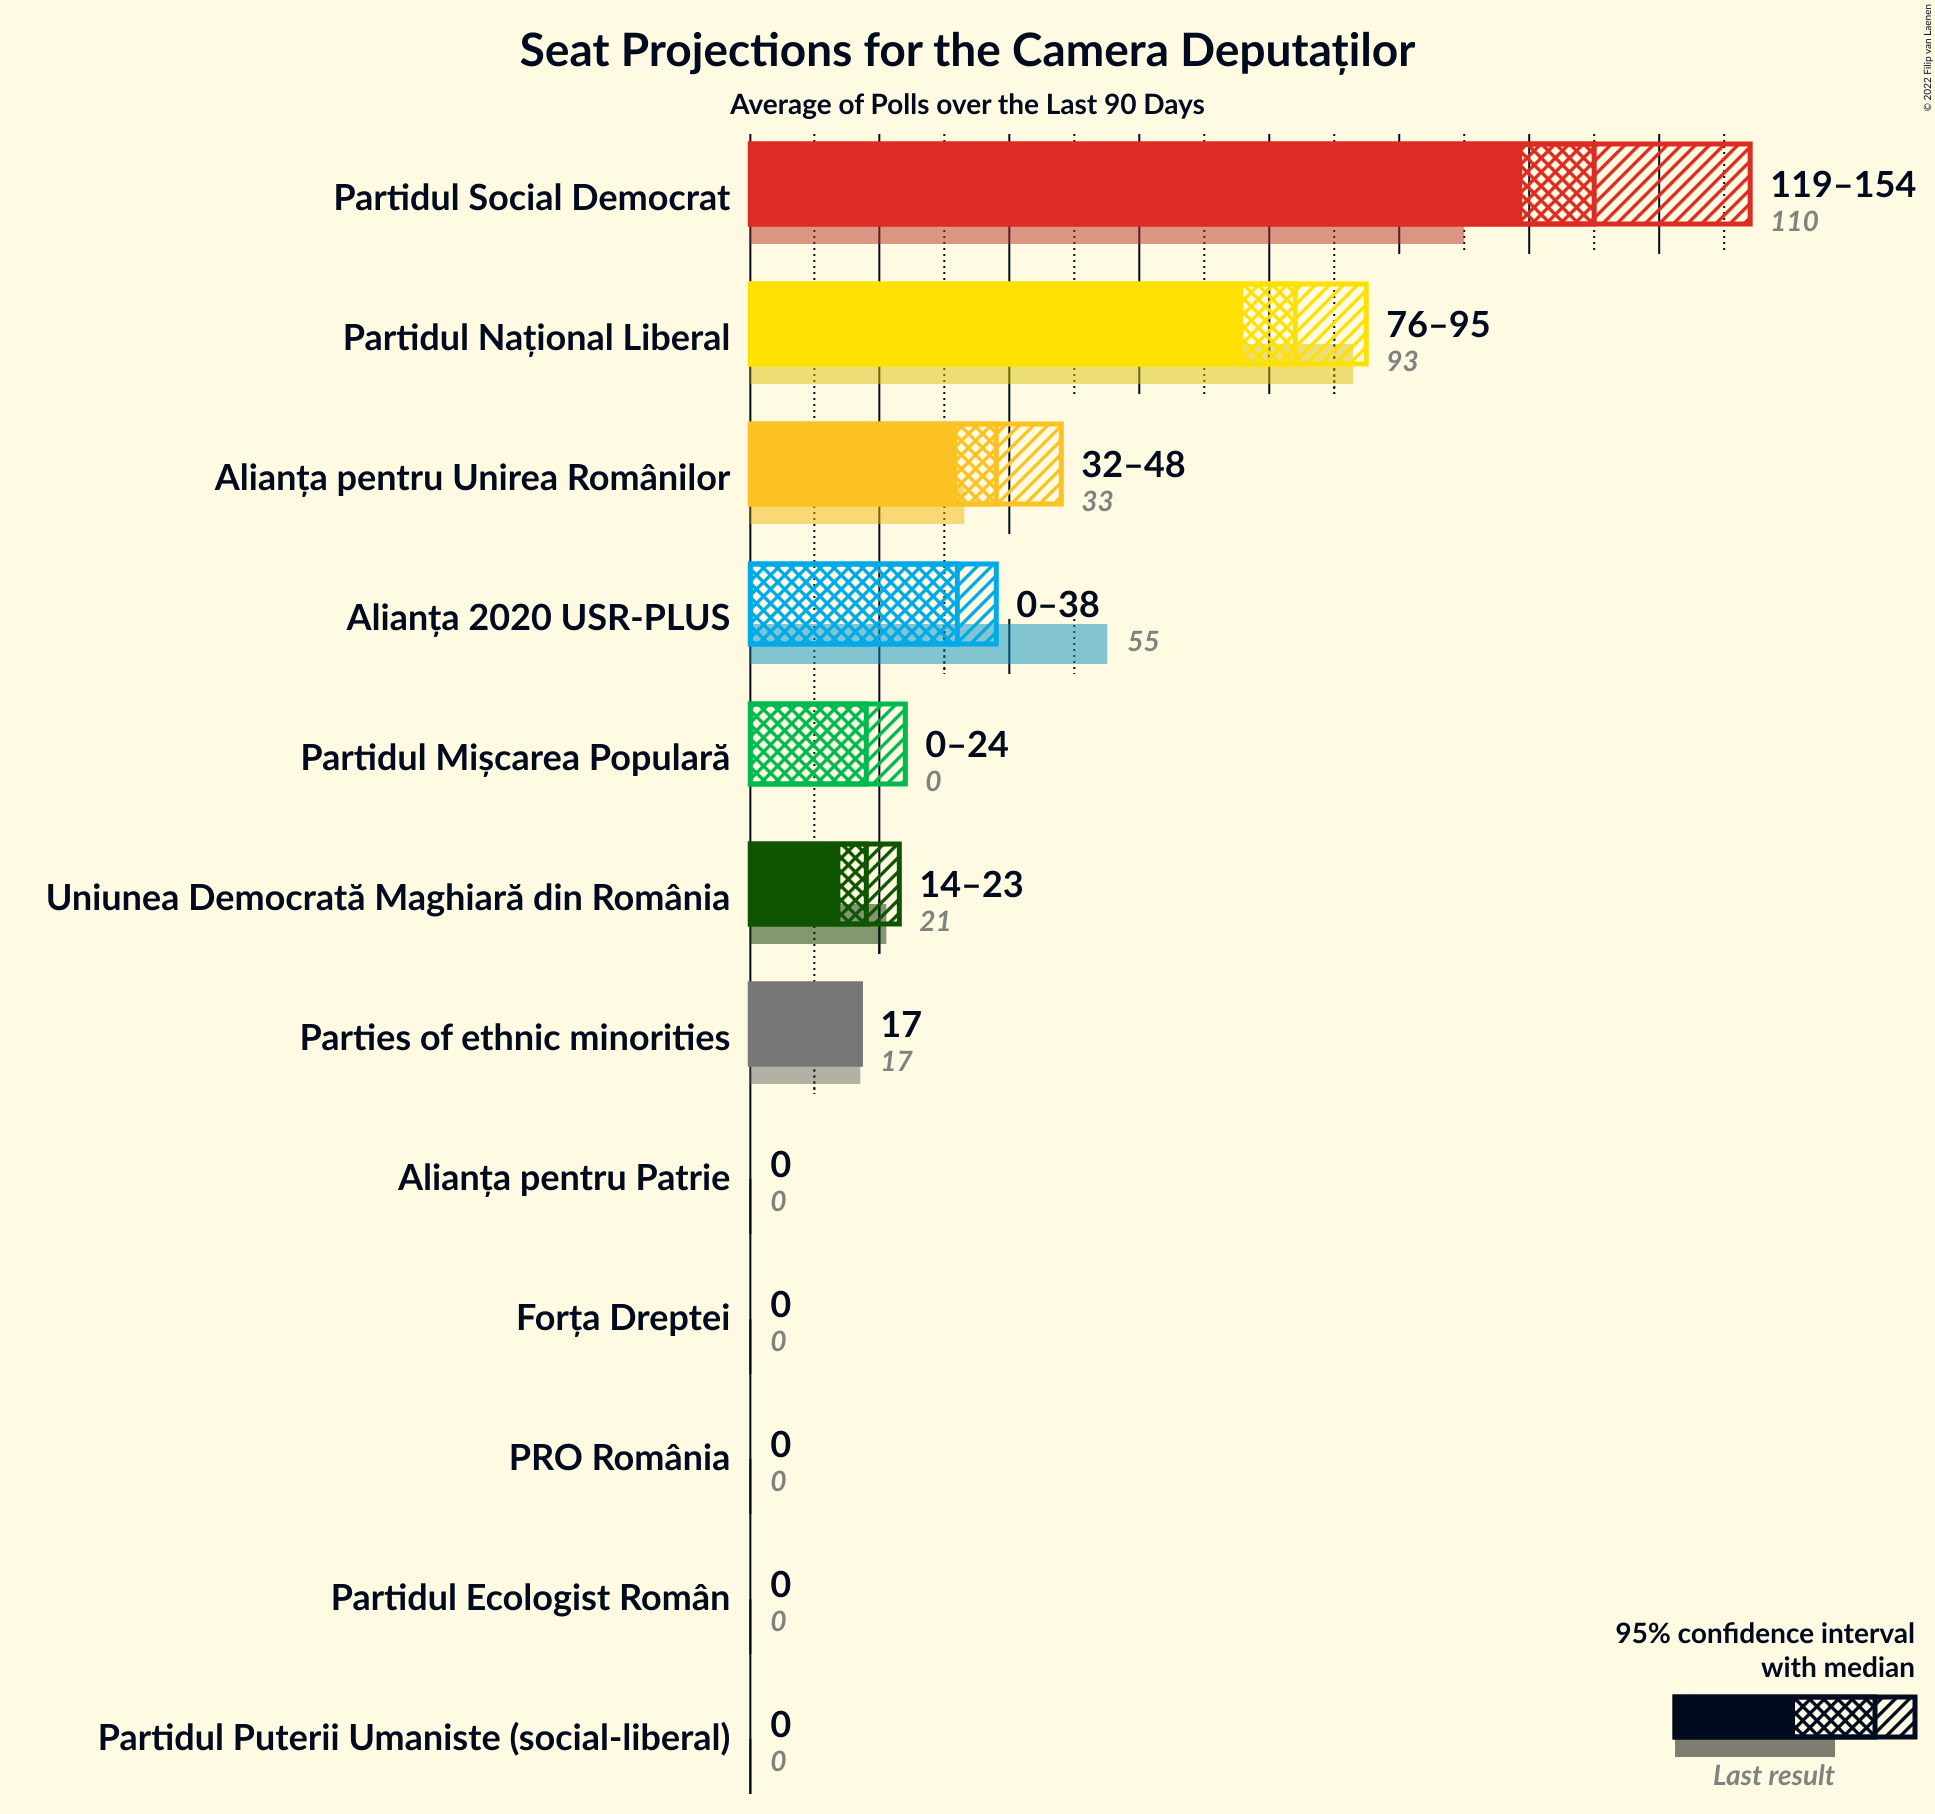 © 2022 Filip van Laenen
Seat Projections for the Camera Deputaților
Average of Polls over the Last 90 Days
Partidul Social Democrat
119–154
110
Partidul Național Liberal
76–95
93
Alianța pentru Unirea Românilor
32–48
33
Alianța 2020 USR-PLUS
0–38
55
Partidul Mișcarea Populară
0–24
0
Uniunea Democrată Maghiară din România
14–23
21
Parties of ethnic minorities
17
17
Alianța pentru Patrie
0
0
Forța Dreptei
0
0
PRO România
0
0
Partidul Ecologist Român
0
0
Partidul Puterii Umaniste (social-liberal)
0
0
95% confidence interval
with median
Last result